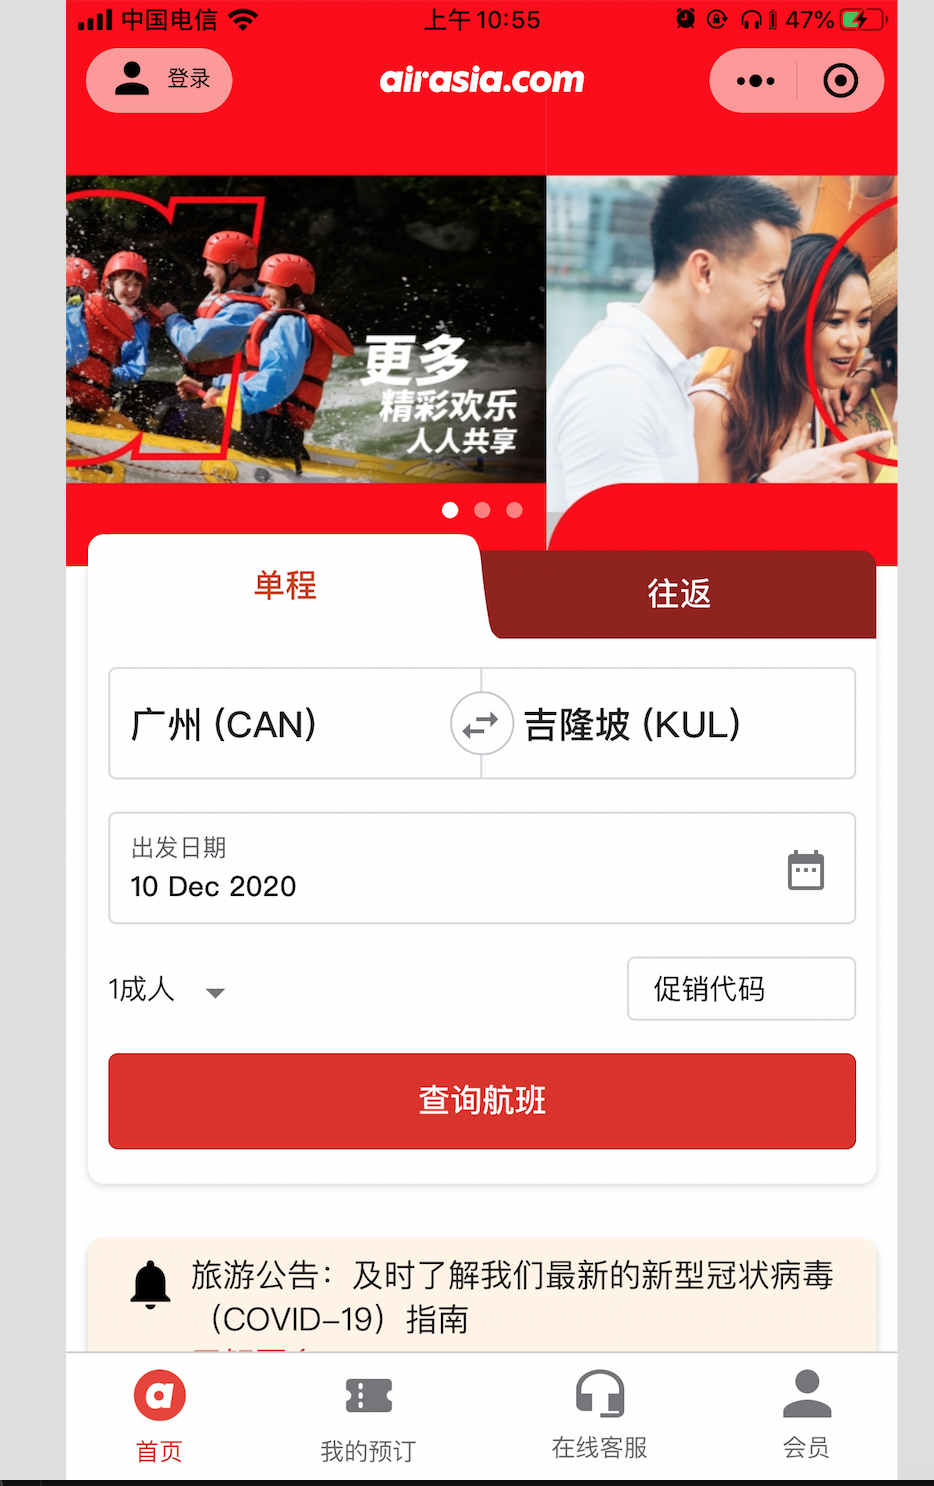 中国电信
上午10:55
47%
登录
airasia.com
更多
精彩欢乐
人人共享
单程
往返
广州 (CAN)
吉隆坡 (KUL)
出发日期
10 Dec 2020
1成人
促销代码
查询航班
旅游公告：及时了解我们最新的新型冠状病毒
（COVID-19）指南
a
首页
我的预订
在线客服
会员